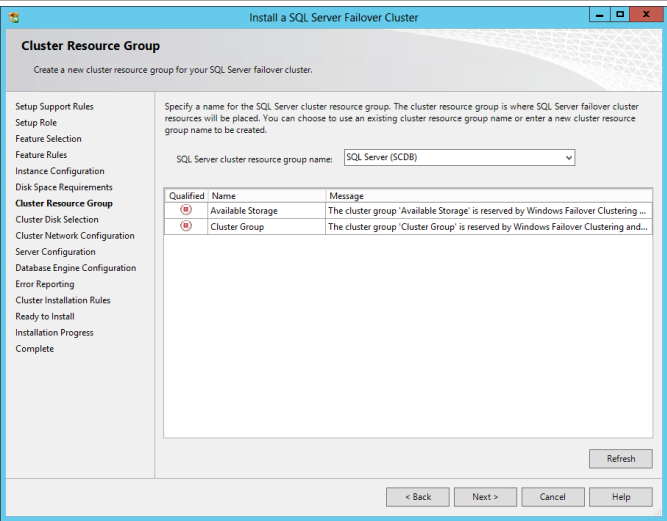 Install a SQL Server Failover Cluster
Cluster Resource Group
Create a new cluster resource group for your SQL Server failover cluster.
Setup Support Rules
Setup Role
Feature Selection
Feature Rules
Instance Configuration
Disk Space Requirements
Cluster Resource Group
Cluster Disk Selection
Cluster Network Configuration
Server Configuration
Database Engine Configuration
Error Reporting
Cluster Installation Rules
Ready to Install
Installation Progress
Complete
Specify a name for the SQL Server cluster resource group. The cluster resource group is where SQL Server failover cluster
resources will be placed. You can choose to use an existing cluster resource group name or enter a new cluster resource
group name to be created.
SQL Server cluster resource group name: SQL Server (SCDB)
Qualified Name Message
Available Storage The cluster group 'Available Storage' is reserved by Windows Failover Clustering ...
Cluster Group The cluster group 'Cluster Group' is reserved by Windows Failover Clustering and...
Refresh
< Back Next > Cancel Help